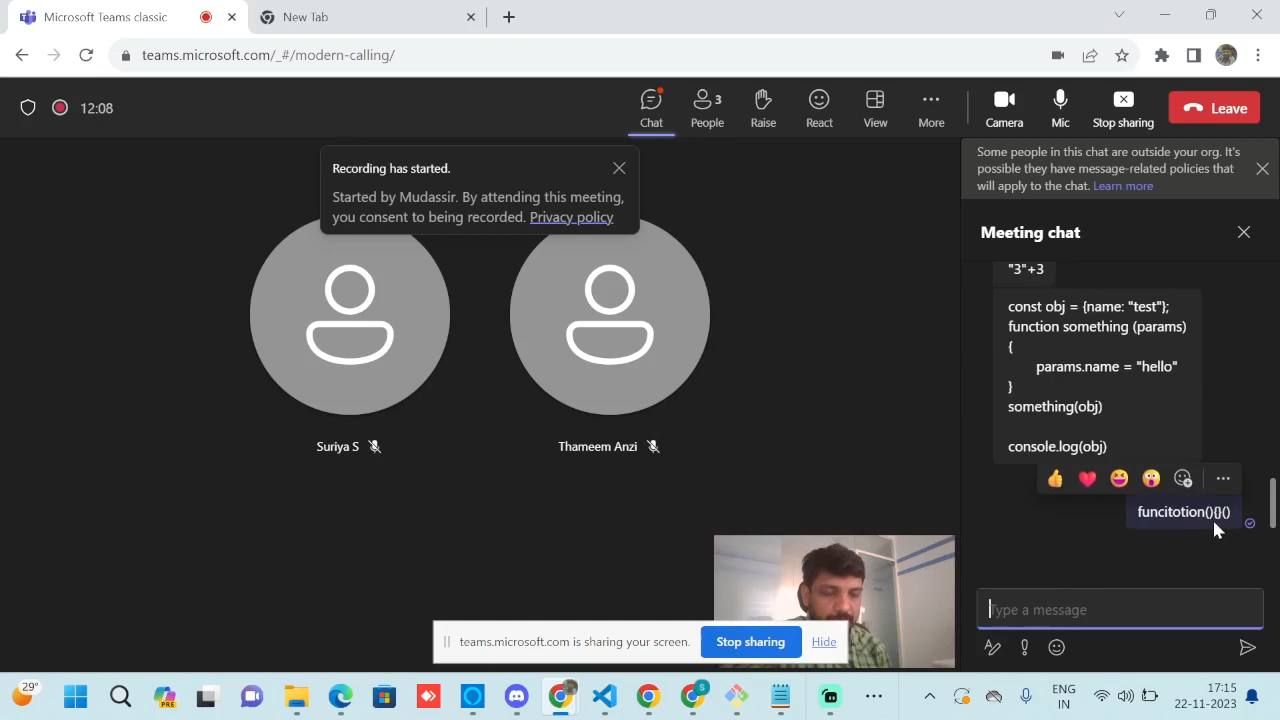 Microsoft Teams classic
New Tab
teams.microsoft.com/_#/modern-calling/
12:08
Chat
3
People
Raise
React
View
More
Camera
Mic
Stop sharing
Leave
Recording has started.
Started by Mudassir. By attending this meeting,
you consent to being recorded. Privacy policy
Some people in this chat are outside your org. It's
possible they have message-related policies that
will apply to the chat. Learn more
Meeting chat
"3"+3
const obj = {name: "test"};
function something (params)
{
params.name = "hello"
}
something(obj)
console.log(obj)
funcitotion(){}()
Suriya S
Thameem Anzi
Type a message
teams.microsoft.com is sharing your screen.
Stop sharing
Hide
29°
PRE
S
ENG
IN
17:15
22-11-2023